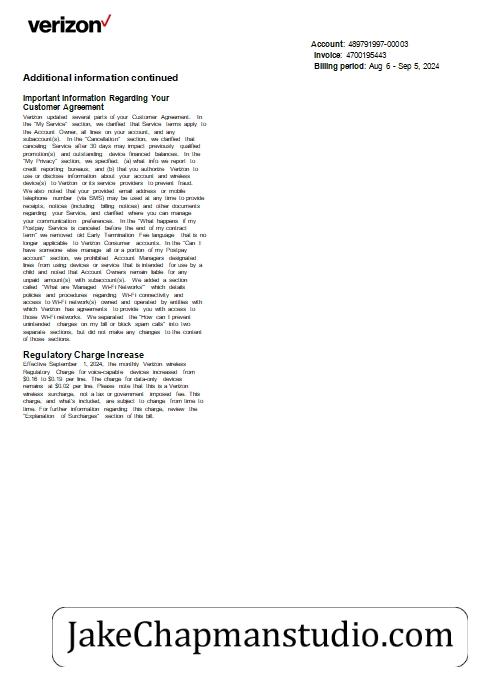 verizon
Account: 489791997-00003
Invoice: 4700195443
Billing period: Aug 6 - Sep 5, 2024
Additional information continued
Important Information Regarding Your
Customer Agreement
Verizon updated several parts of your Customer Agreement. In
the "My Service" section, we clarified that Service terms apply to
the Account Owner, all lines on your account, and any
subaccount(s). In the "Cancellation" section, we clarified that
canceling Service after 30 days may impact previously qualified
promotion(s) and outstanding device financed balances. In the
"My Privacy" section, we specified, (a) what info we report to
credit reporting bureaus, and (b) that you authorize Verizon to
use or disclose information about your account and wireless
device(s) to Verizon or its service providers to prevent fraud.
We also noted that your provided email address or mobile
telephone number (via SMS) may be used at any time to provide
receipts, notices (including billing notices) and other documents
regarding your Service, and clarified where you can manage
your communication preferences. In the "What happens if my
Postpay Service is canceled before the end of my contract
term" we removed old Early Termination Fee language that is no
longer applicable to Verizon Consumer accounts. In the "Can I
have someone else manage all or a portion of my Postpay
account" section, we prohibited Account Managers designated
lines from using devices or service that is intended for use by a
child and noted that Account Owners remain liable for any
unpaid amount(s) with subaccount(s). We added a section
called "What are 'Managed Wi-Fi Networks'" which details
policies and procedures regarding Wi-Fi connectivity and
access to Wi-Fi network(s) owned and operated by entities with
which Verizon has agreements to provide you with access to
those Wi-Fi networks. We separated the "How can I prevent
unintended charges on my bill or block spam calls" into two
separate sections, but did not make any changes to the content
of those sections.
Regulatory Charge Increase
Effective September 1, 2024, the monthly Verizon wireless
Regulatory Charge for voice-capable devices increased from
$0.16 to $0.19 per line. The charge for data-only devices
remains at $0.02 per line. Please note that this is a Verizon
wireless surcharge, not a tax or government imposed fee. This
charge, and what's included, are subject to change from time to
time. For further information regarding this charge, review the
"Explanation of Surcharges" section of this bill.
JakeChapmanstudio.com